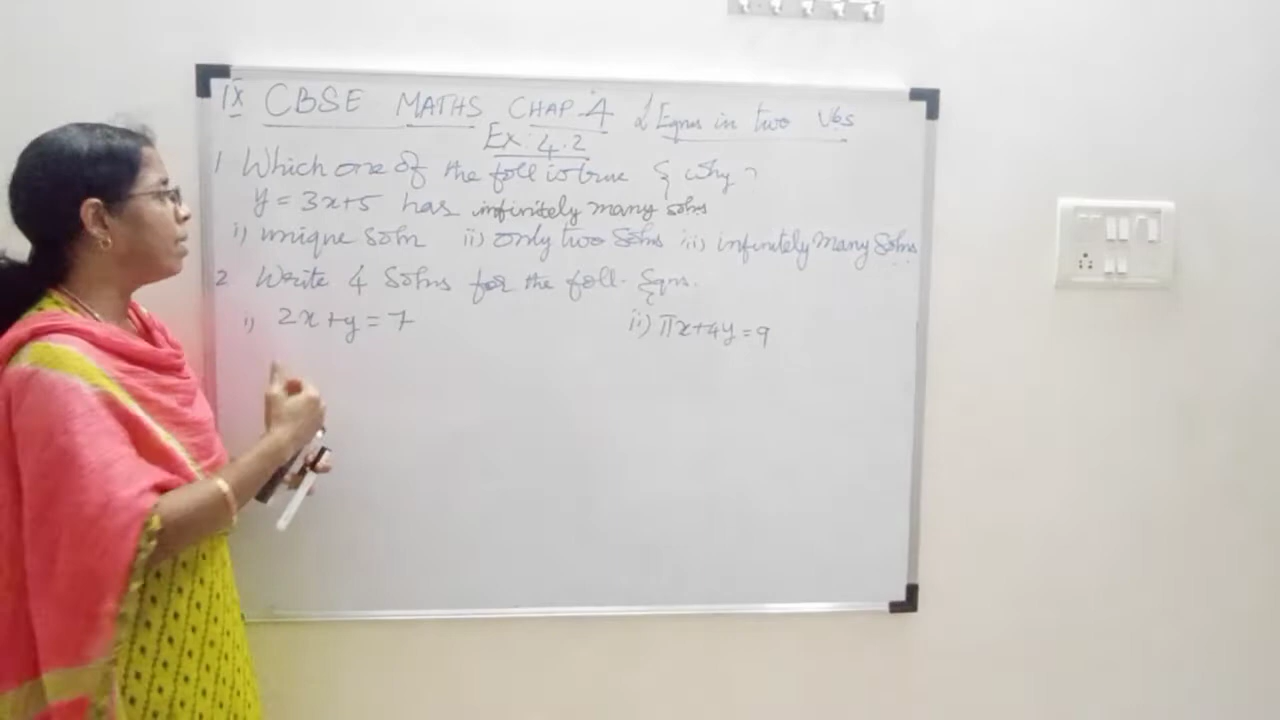 IX CBSE MATHS CHAP.4 L Eqns in two Vbs
Ex: 4.2
1 Which one of the foll is true & why?
y = 3x+5 has infinitely many solns
i) unique soln ii) only two Solns iii) infinitely many Solns
2 Write 4 Solns for the foll. Eqns.
i) 2x+y=7 ii) πx+4y=9